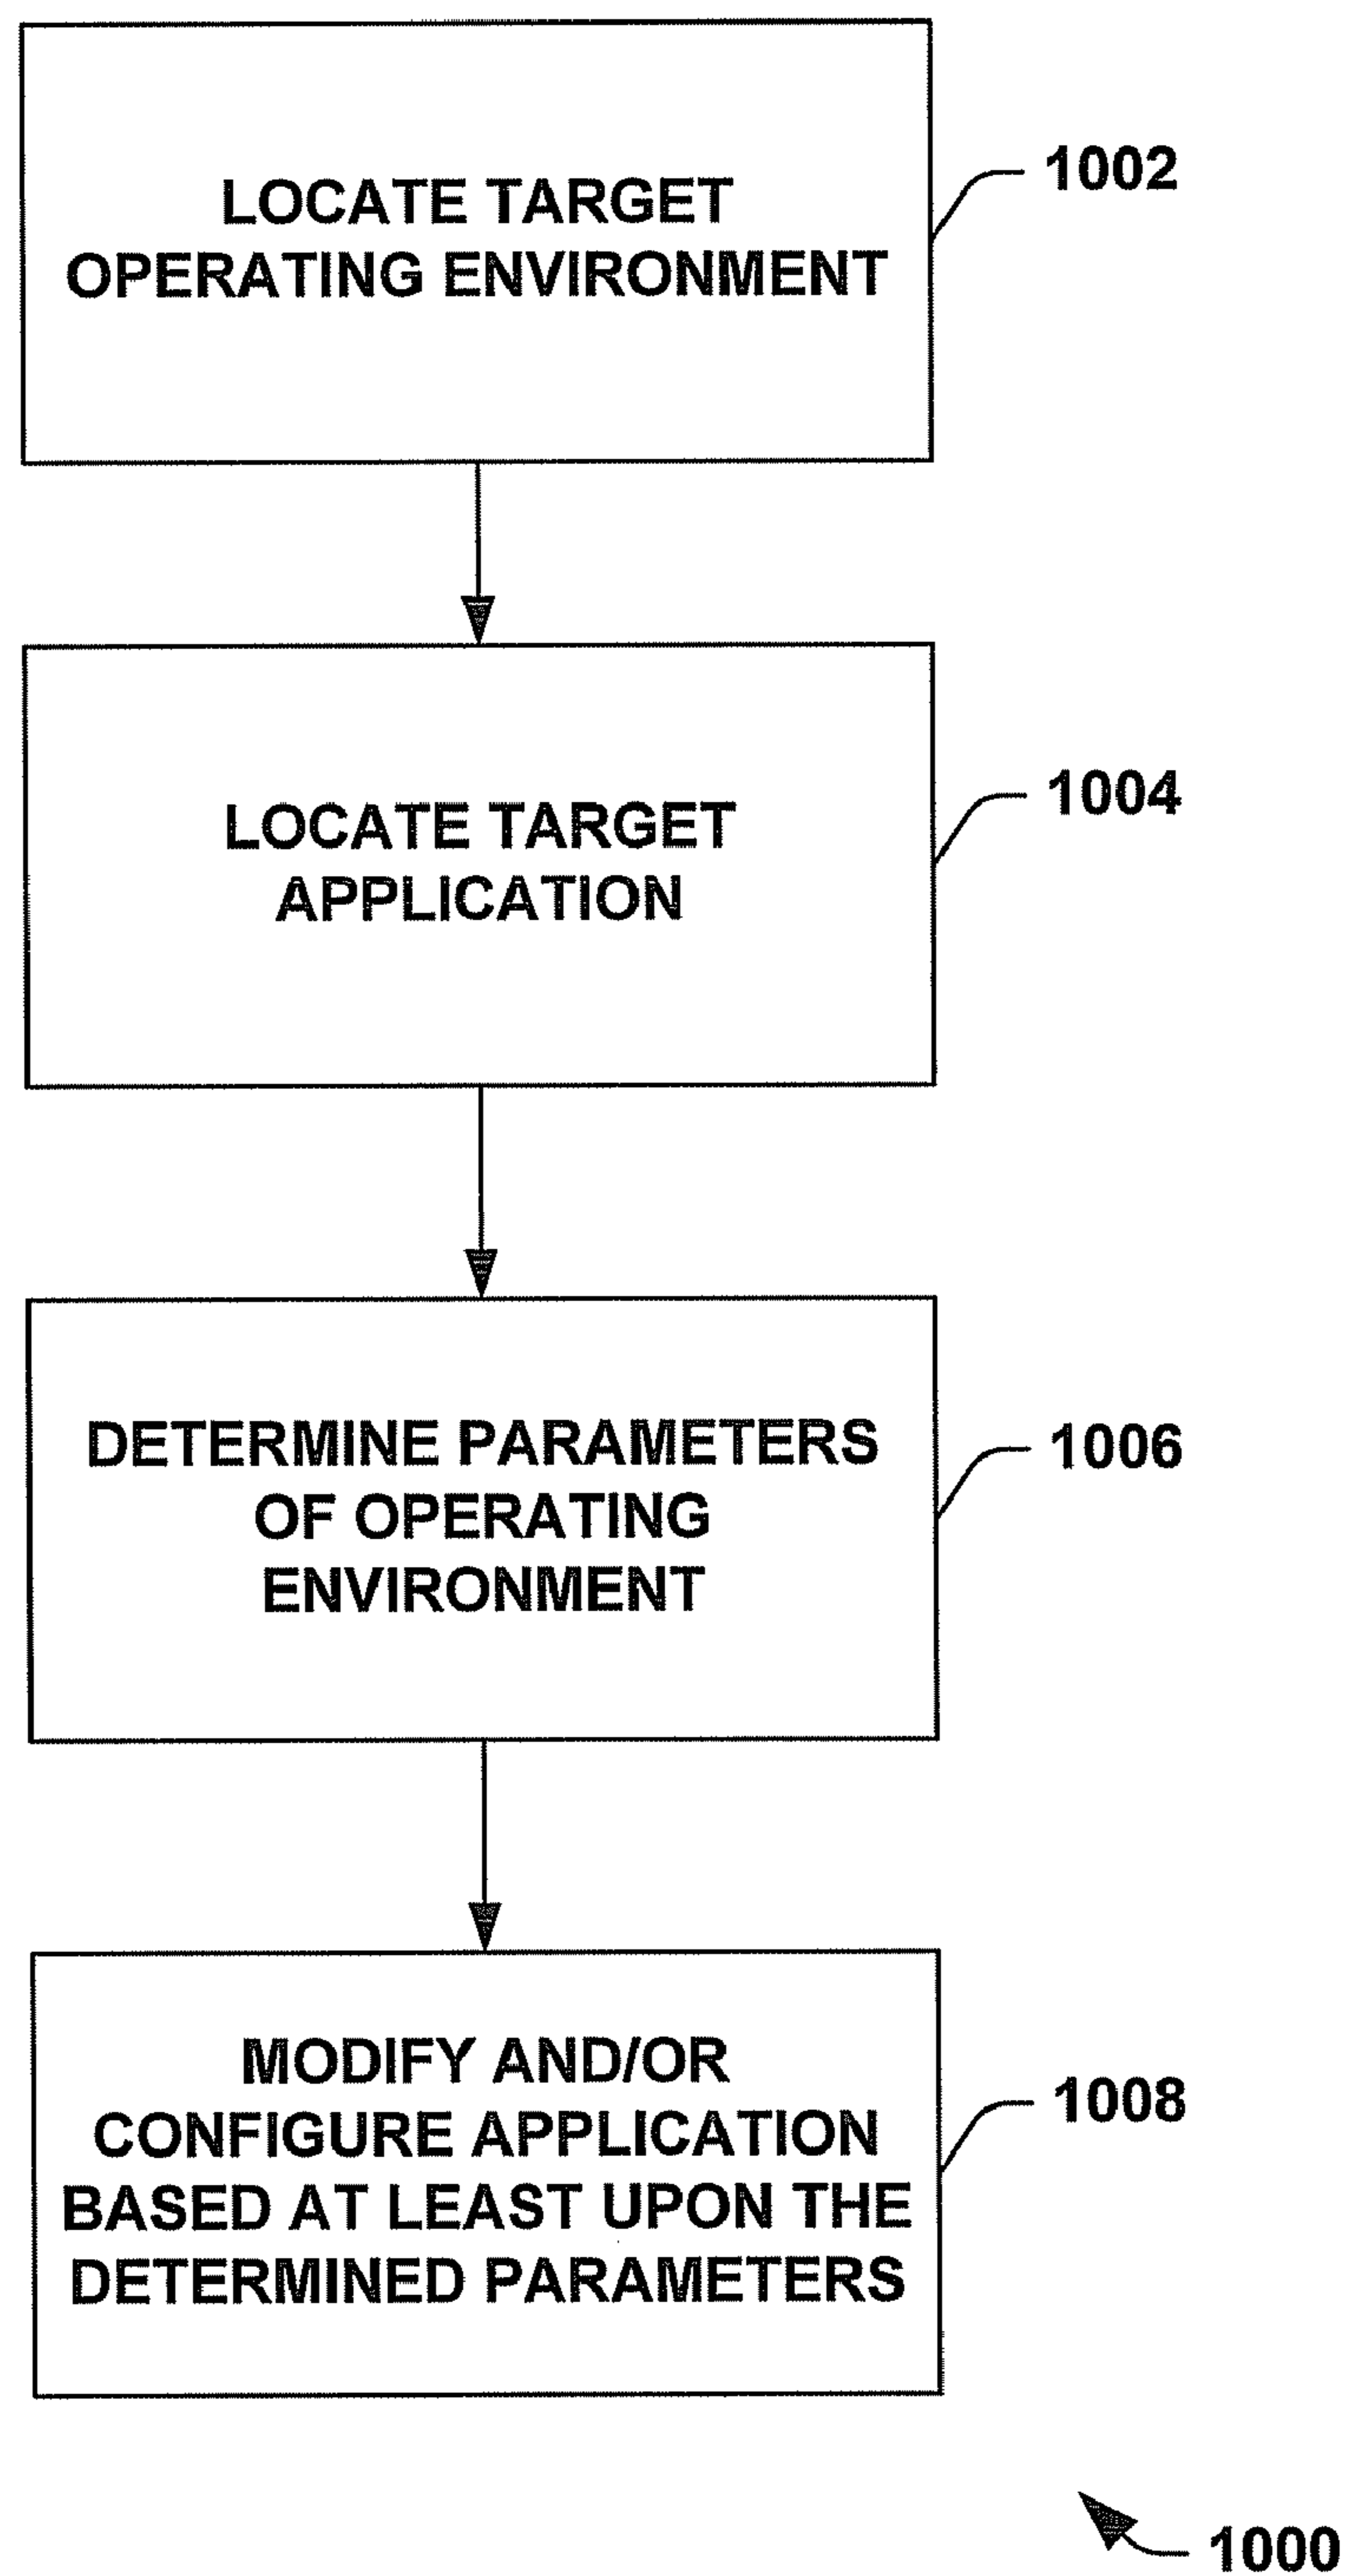 LOCATE TARGET
OPERATING ENVIRONMENT
1002
LOCATE TARGET
APPLICATION
1004
DETERMINE PARAMETERS
OF OPERATING
ENVIRONMENT
1006
MODIFY AND/OR
CONFIGURE APPLICATION
BASED AT LEAST UPON THE
DETERMINED PARAMETERS
1008
1000